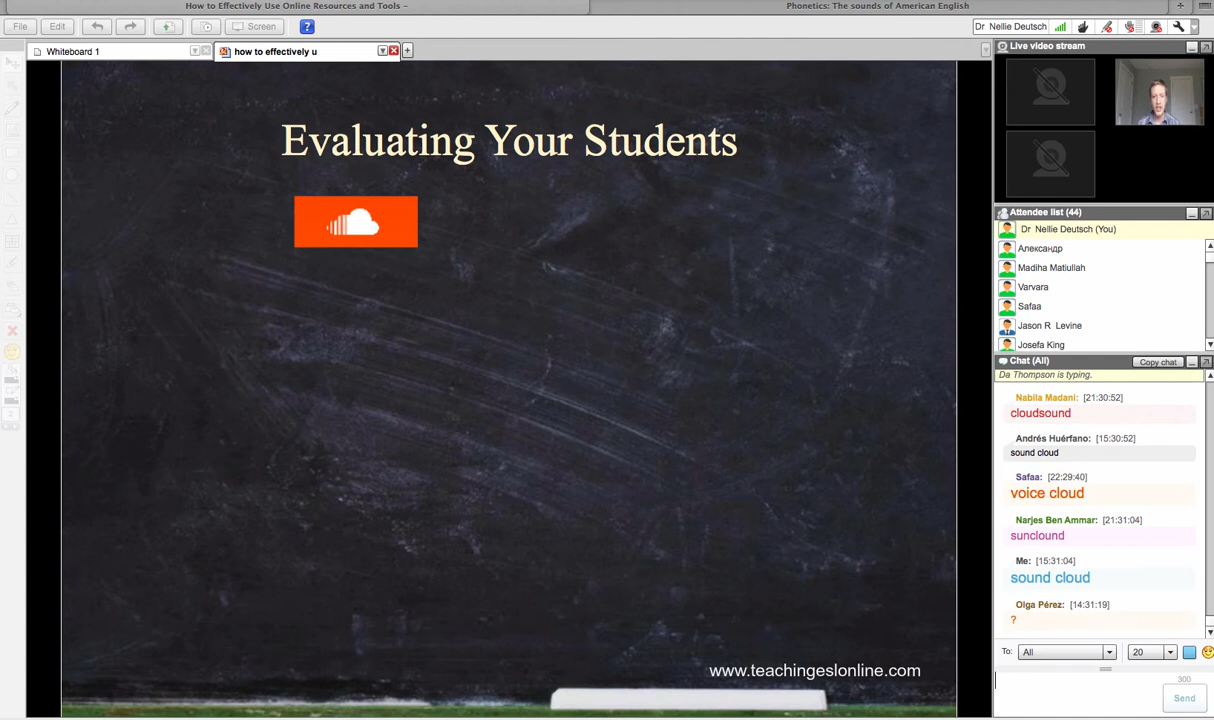 How to Effectively Use Online Resources and Tools –
Phonetics: The sounds of American English
File
Edit
Screen
?
Dr Nellie Deutsch
Whiteboard 1
how to effectively u
Live video stream
Evaluating Your Students
Attendee list (44)
Dr Nellie Deutsch (You)
Александр
Madiha Matiullah
Varvara
Safaa
Jason R Levine
Josefa King
Chat (All)
Copy chat
Da Thompson is typing.
Nabila Madani: [21:30:52]
cloudsound
Andrés Huérfano: [15:30:52]
sound cloud
Safaa: [22:29:40]
voice cloud
Narjes Ben Ammar: [21:31:04]
sunclound
Me: [15:31:04]
sound cloud
Olga Pérez: [14:31:19]
?
To:
All
20
300
Send
www.teachingeslonline.com